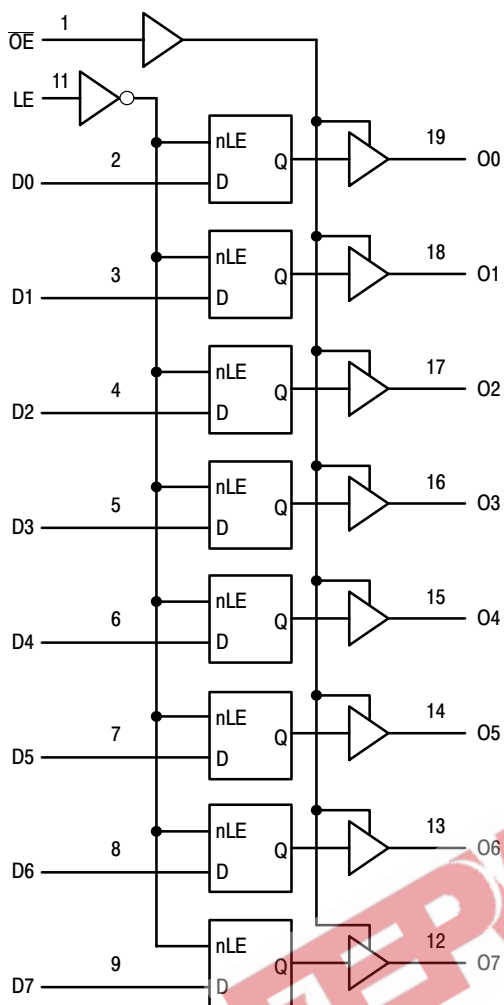 OE 1
LE 11
nLE
2 Q 19 O0
D0 D
nLE
3 Q 18 O1
D1 D
nLE
4 Q 17 O2
D2 D
nLE
5 Q 16 O3
D3 D
nLE
6 Q 15 O4
D4 D
nLE
7 Q 14 O5
D5 D
nLE
8 Q 13 O6
D6 D
nLE
9 Q 12 O7
D7 D